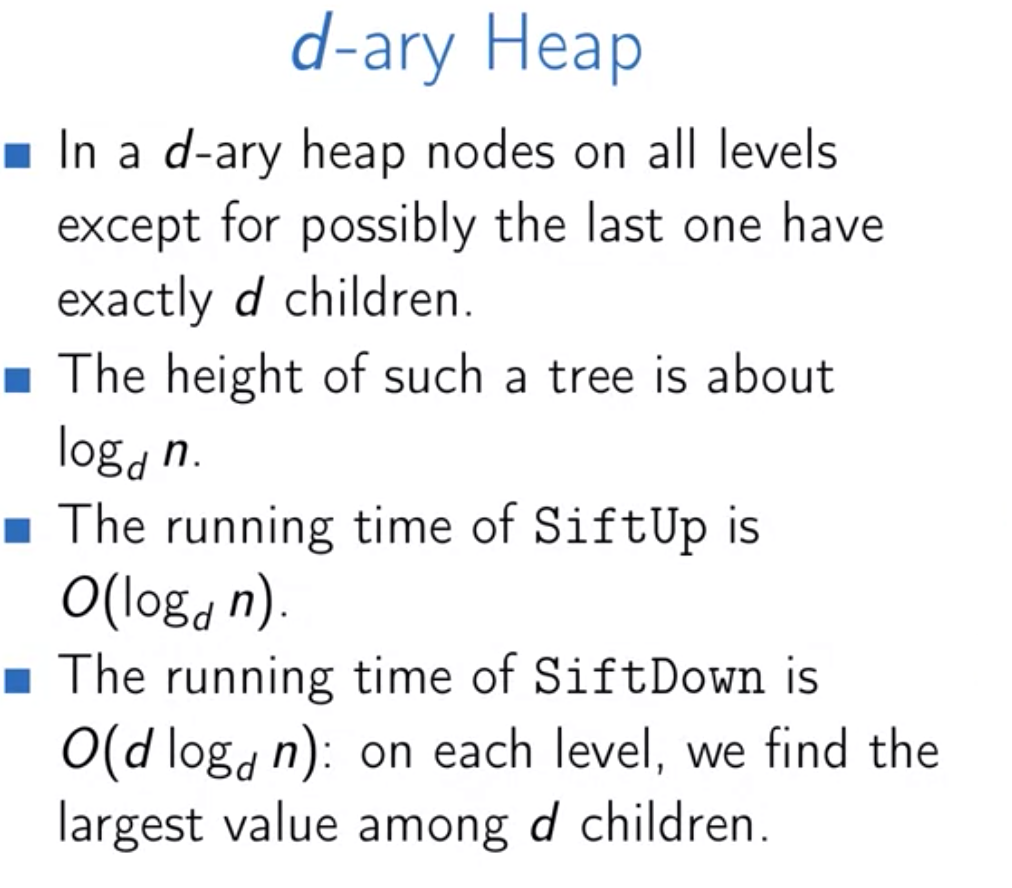 d-ary Heap
■ In a d-ary heap nodes on all levels
except for possibly the last one have
exactly d children.
■ The height of such a tree is about
log_d n.
■ The running time of SiftUp is
O(log_d n).
■ The running time of SiftDown is
O(d log_d n): on each level, we find the
largest value among d children.